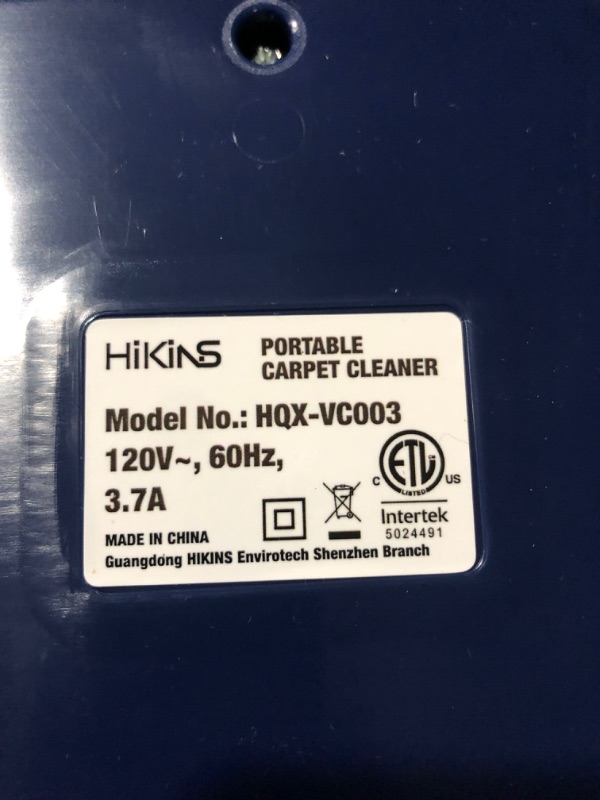 HiKiNS
PORTABLE
CARPET CLEANER
Model No.: HQX-VC003
120V~, 60Hz,
3.7A
MADE IN CHINA
Guangdong HIKINS Envirotech Shenzhen Branch
ETL
LISTED
C US
Intertek
5024491